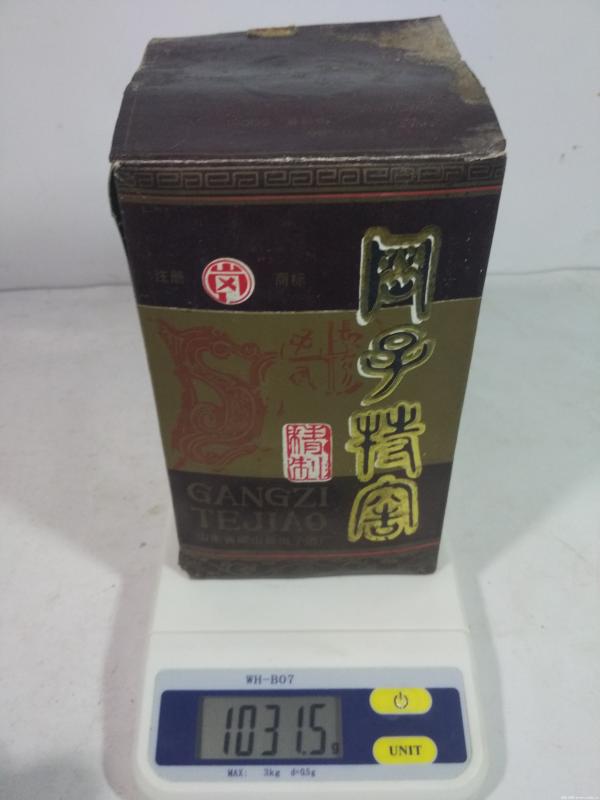 注册
岗
商标
岡子特窖
精制
GANGZI
TEJIAO
WH-B07
1031.5g
UNIT
MAX: 3kg d=0.5g